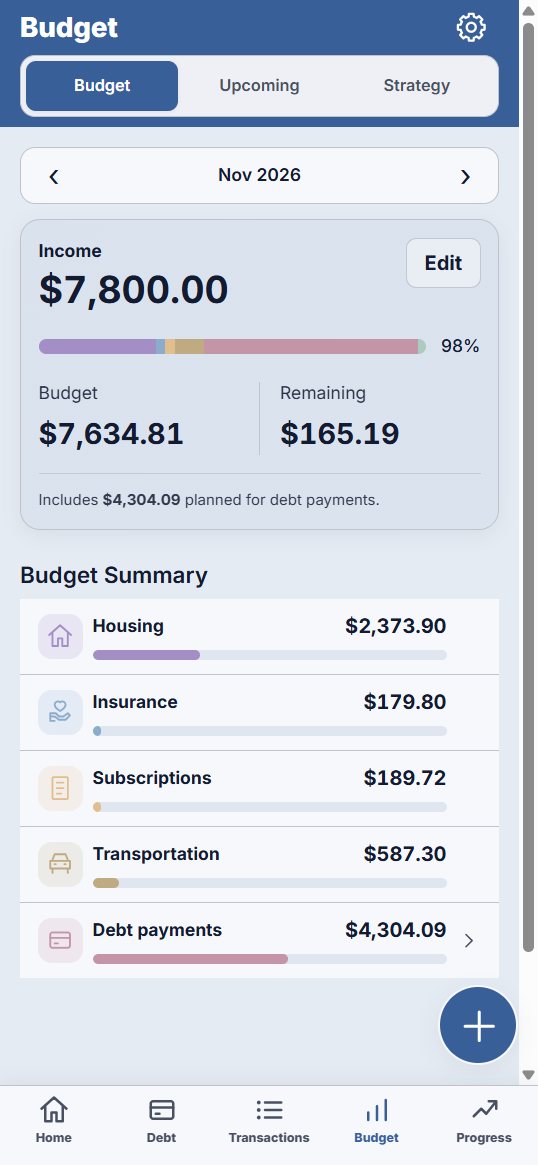 Budget
Budget Upcoming Strategy
Nov 2026
Income
$7,800.00
Edit
98%
Budget Remaining
$7,634.81 $165.19
Includes $4,304.09 planned for debt payments.
Budget Summary
Housing $2,373.90
Insurance $179.80
Subscriptions $189.72
Transportation $587.30
Debt payments $4,304.09
Home Debt Transactions Budget Progress